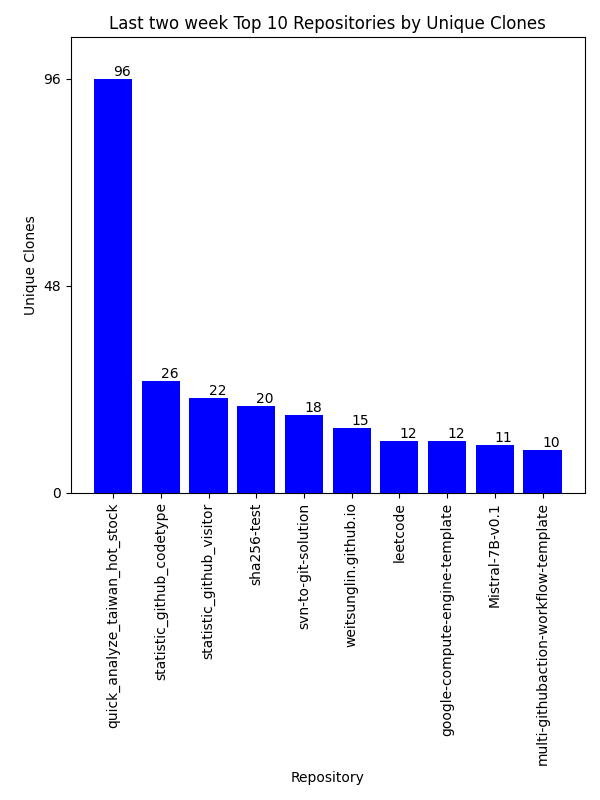 Last two week Top 10 Repositories by Unique Clones
Unique Clones
96
48
0
96
26
22
20
18
15
12
12
11
10
quick_analyze_taiwan_hot_stock
statistic_github_codetype
statistic_github_visitor
sha256-test
svn-to-git-solution
weitsunglin.github.io
leetcode
google-compute-engine-template
Mistral-7B-v0.1
multi-githubaction-workflow-template
Repository